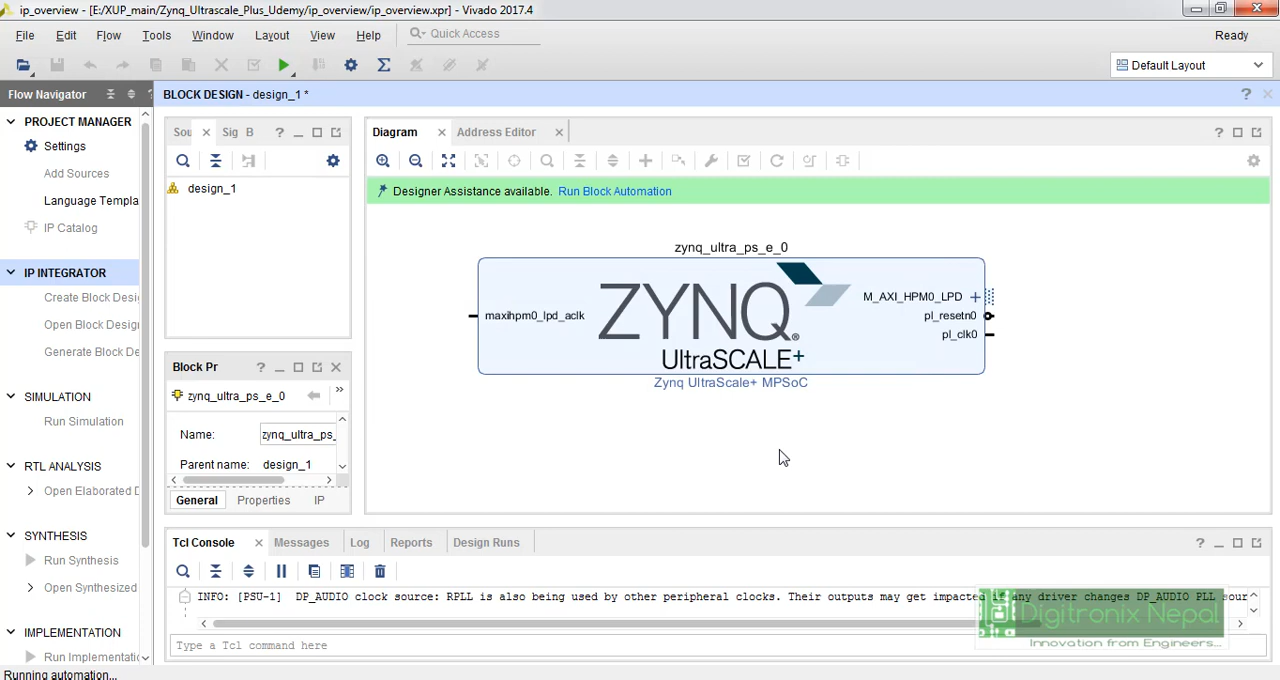 ip_overview - [E:/XUP_main/Zynq_Ultrascale_Plus_Udemy/ip_overview/ip_overview.xpr] - Vivado 2017.4
File Edit Flow Tools Window Layout View Help Quick Access Ready
Default Layout
Flow Navigator
BLOCK DESIGN - design_1 *
PROJECT MANAGER
Settings
Add Sources
Language Templa
IP Catalog
IP INTEGRATOR
Create Block Desi
Open Block Design
Generate Block De
SIMULATION
Run Simulation
RTL ANALYSIS
Open Elaborated D
SYNTHESIS
Run Synthesis
Open Synthesized
IMPLEMENTATION
Run Implementati
Sou Sig B
design_1
Block Pr
zynq_ultra_ps_e_0
Name: zynq_ultra_ps_
Parent name: design_1
General Properties IP
Diagram Address Editor
Designer Assistance available. Run Block Automation
zynq_ultra_ps_e_0
maxihpm0_lpd_aclk
ZYNQ®
UltraSCALE+
M_AXI_HPM0_LPD
pl_resetn0
pl_clk0
Zynq UltraScale+ MPSoC
Tcl Console Messages Log Reports Design Runs
INFO: [PSU-1] DP_AUDIO clock source: RPLL is also being used by other peripheral clocks. Their outputs may get impacted if any driver changes DP_AUDIO PLL sour
Type a Tcl command here
Digitronix Nepal
Innovation from Engineers...
Running automation...